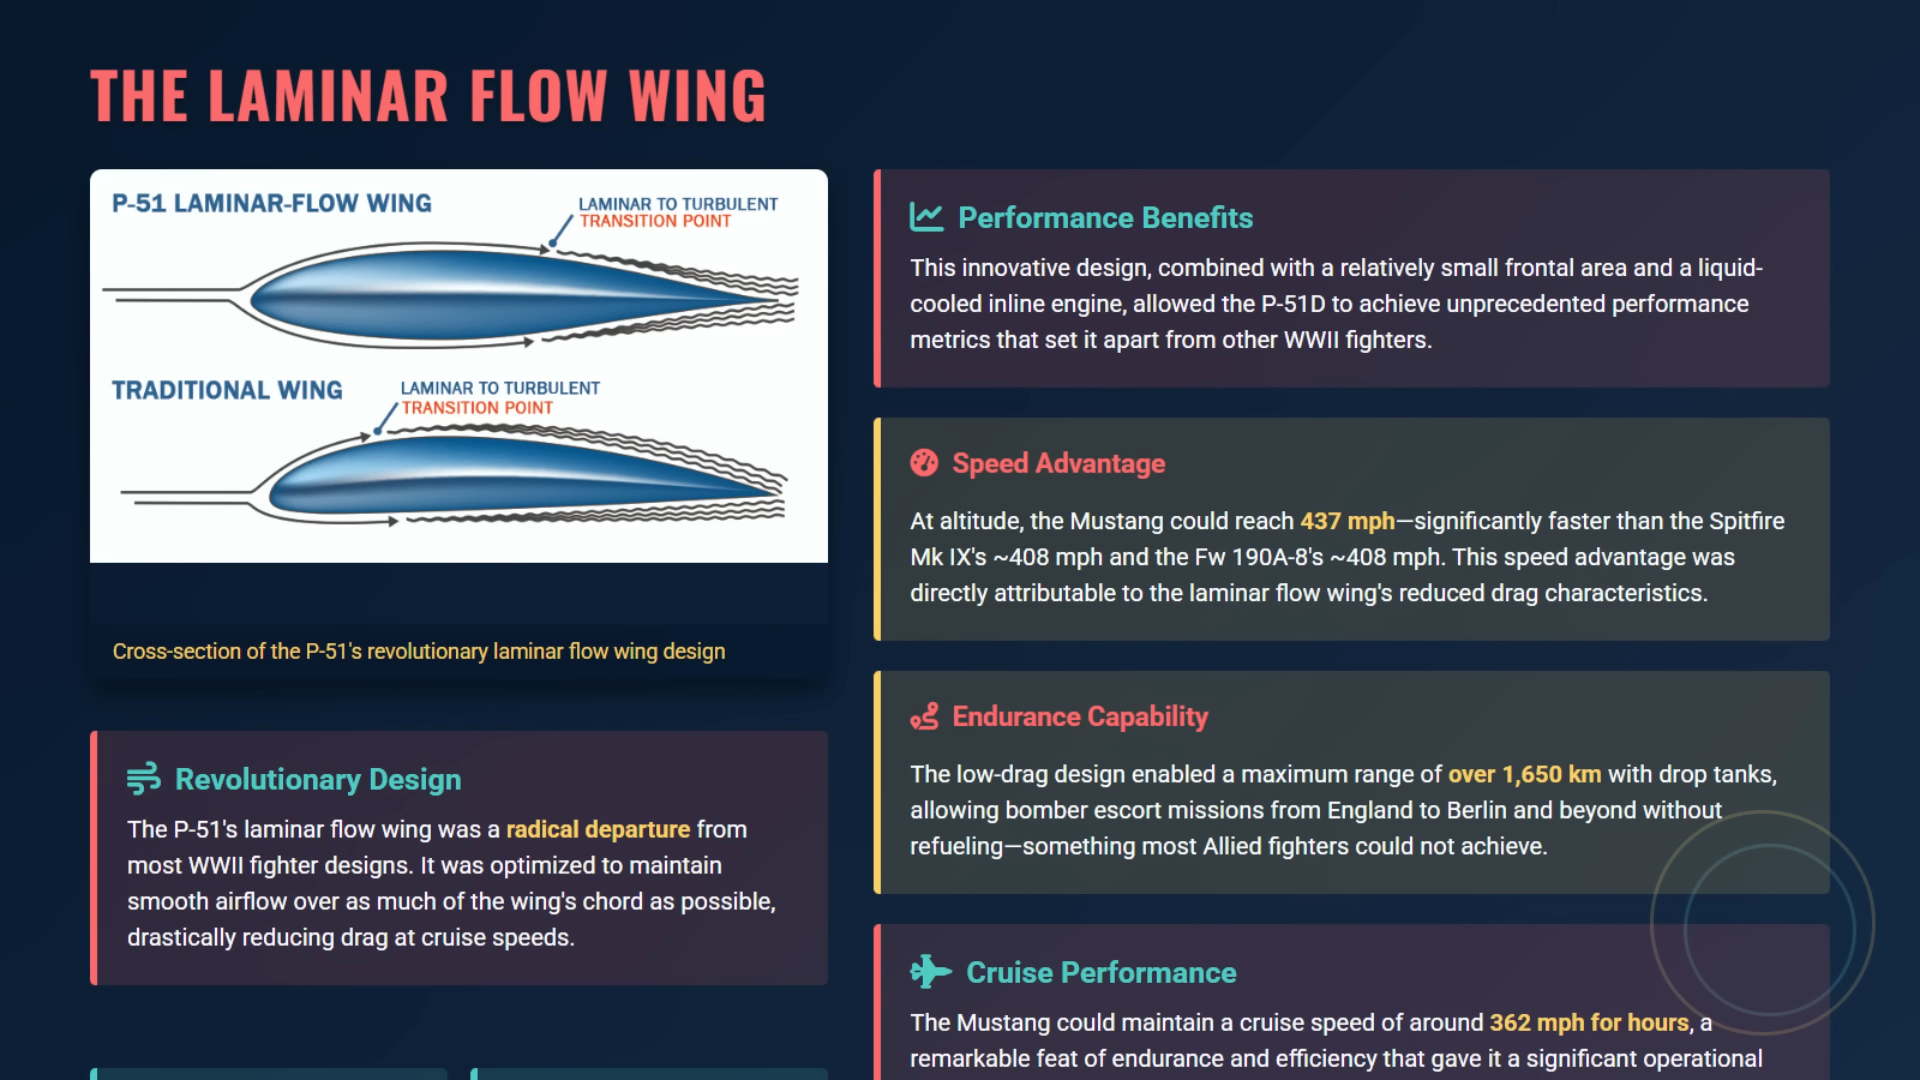 THE LAMINAR FLOW WING
P-51 LAMINAR-FLOW WING
LAMINAR TO TURBULENT
TRANSITION POINT
TRADITIONAL WING
LAMINAR TO TURBULENT
TRANSITION POINT
Cross-section of the P-51's revolutionary laminar flow wing design
Revolutionary Design
The P-51's laminar flow wing was a radical departure from
most WWII fighter designs. It was optimized to maintain
smooth airflow over as much of the wing's chord as possible,
drastically reducing drag at cruise speeds.
Performance Benefits
This innovative design, combined with a relatively small frontal area and a liquid-
cooled inline engine, allowed the P-51D to achieve unprecedented performance
metrics that set it apart from other WWII fighters.
Speed Advantage
At altitude, the Mustang could reach 437 mph—significantly faster than the Spitfire
Mk IX's ~408 mph and the Fw 190A-8's ~408 mph. This speed advantage was
directly attributable to the laminar flow wing's reduced drag characteristics.
Endurance Capability
The low-drag design enabled a maximum range of over 1,650 km with drop tanks,
allowing bomber escort missions from England to Berlin and beyond without
refueling—something most Allied fighters could not achieve.
Cruise Performance
The Mustang could maintain a cruise speed of around 362 mph for hours, a
remarkable feat of endurance and efficiency that gave it a significant operational